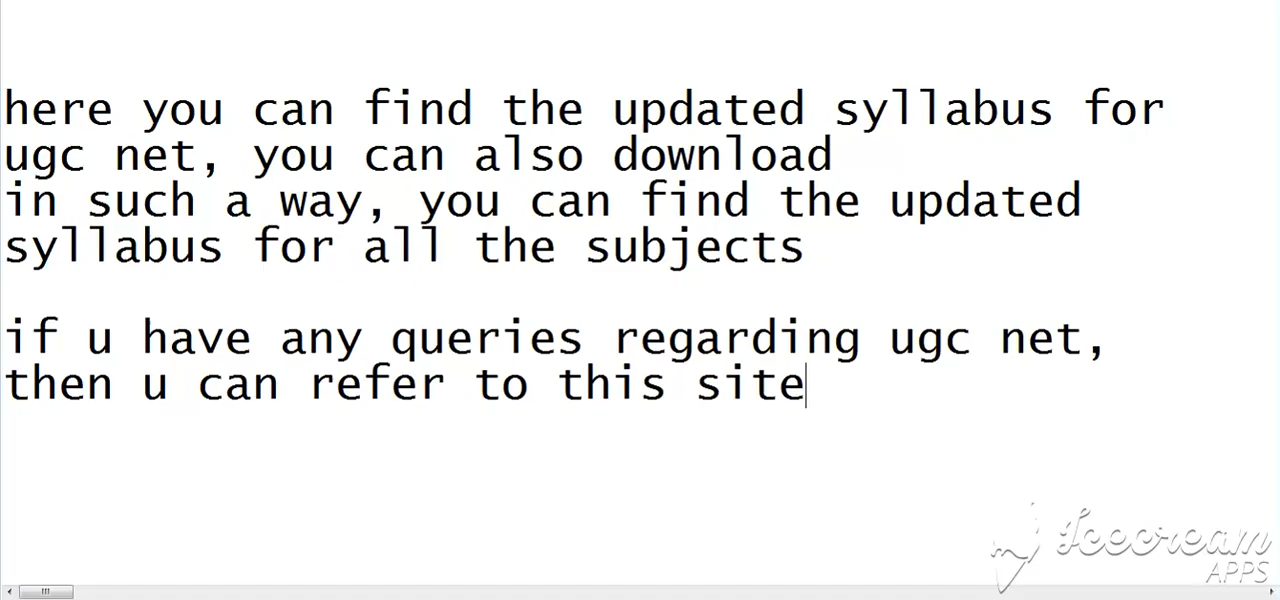 here you can find the updated syllabus for
ugc net, you can also download
in such a way, you can find the updated
syllabus for all the subjects
if u have any queries regarding ugc net,
then u can refer to this site
Icecream
APPS